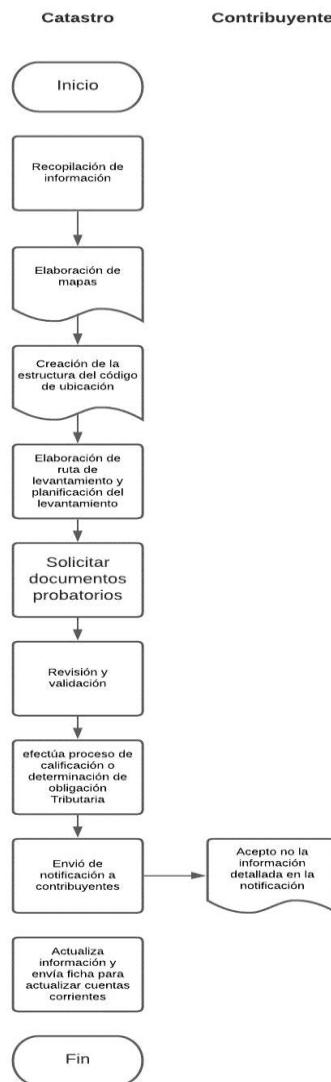 Catastro Contribuyente
Inicio
Recopilación de
información
Elaboración de
mapas
Creación de la
estructura del código
de ubicación
Elaboración de
ruta de
levantamiento y
planificación del
levantamiento
Solicitar
documentos
probatorios
Revisión y
validación
efectúa proceso de
calificación o
determinación de
obligación
Tributaria
Envió de
notificación a
contribuyentes
Acepto no la
información
detallada en la
notificación
Actualiza
información y
envía ficha para
actualizar cuentas
corrientes
Fin